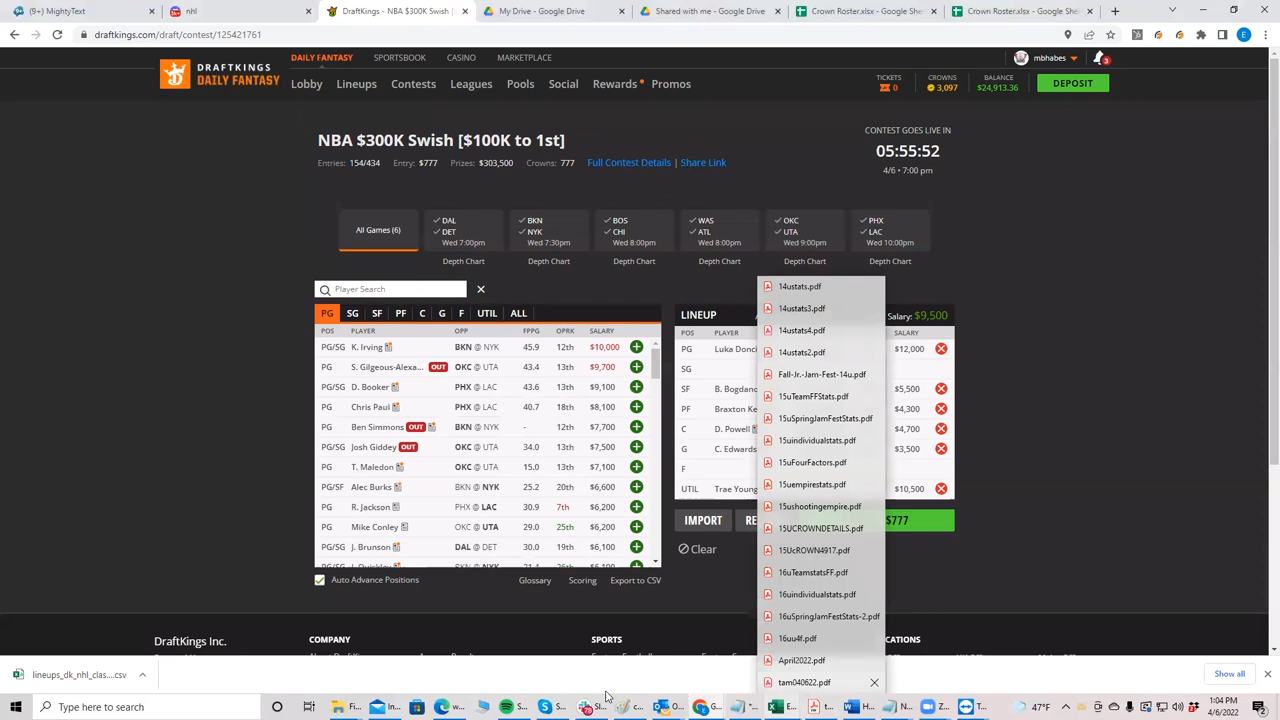 MightyText
nhl
DraftKings - NBA $300K Swish [
My Drive - Google Drive
Shared with me - Google Drive
Crown Roster.xlsx - Google She
Crown Roster.xlsx - Google She
draftkings.com/draft/contest/125421761
E
DRAFTKINGS
DAILY FANTASY
DAILY FANTASY SPORTSBOOK CASINO MARKETPLACE
mbhabes 3
Lobby Lineups Contests Leagues Pools Social Rewards Promos
TICKETS CROWNS BALANCE
0 3,097 $24,913.36
DEPOSIT
NBA $300K Swish [$100K to 1st]
Entries: 154/434 Entry: $777 Prizes: $303,500 Crowns: 777 Full Contest Details | Share Link
CONTEST GOES LIVE IN
05:55:52
4/6 • 7:00 pm
All Games (6)
DAL
DET
Wed 7:00pm
BKN
NYK
Wed 7:30pm
BOS
CHI
Wed 8:00pm
WAS
ATL
Wed 8:00pm
OKC
UTA
Wed 9:00pm
PHX
LAC
Wed 10:00pm
Depth Chart Depth Chart Depth Chart Depth Chart Depth Chart Depth Chart
Player Search
PG SG SF PF C G F UTIL ALL
POS PLAYER OPP FPPG OPRK SALARY
PG/SG K. Irving BKN @ NYK 45.9 12th $10,000
PG S. Gilgeous-Alexa... OUT OKC @ UTA 43.4 13th $9,700
PG/SG D. Booker PHX @ LAC 43.6 13th $9,100
PG Chris Paul PHX @ LAC 40.7 18th $8,100
PG Ben Simmons OUT BKN @ NYK - 12th $7,700
PG/SG Josh Giddey OUT OKC @ UTA 34.0 13th $7,500
PG T. Maledon OKC @ UTA 15.0 13th $7,100
PG/SF Alec Burks BKN @ NYK 25.2 20th $6,600
PG R. Jackson PHX @ LAC 30.9 7th $6,200
PG Mike Conley OKC @ UTA 29.0 25th $6,200
PG/SG J. Brunson DAL @ DET 30.0 19th $6,100
Auto Advance Positions
Glossary Scoring Export to CSV
LINEUP
Salary: $9,500
POS PLAYER SALARY
PG Luka Donci $12,000
SG
SF B. Bogdano $5,500
PF Braxton Ke $4,300
C D. Powell $4,700
G C. Edwards $3,500
F
UTIL Trae Young $10,500
IMPORT RE $777
Clear
14ustats.pdf
14ustats3.pdf
14ustats4.pdf
14ustats2.pdf
Fall-Jr.-Jam-Fest-14u.pdf
15uTeamFFStats.pdf
15uSpringJamFestStats.pdf
15uindividualstats.pdf
15uFourFactors.pdf
15uempirestats.pdf
15ushootingempire.pdf
15UCROWNDETAILS.pdf
15UcROWN4917.pdf
16uTeamstatsFF.pdf
16uindividualstats.pdf
16uSpringJamFestStats-2.pdf
16uu4f.pdf
April2022.pdf
tam040622.pdf
DraftKings Inc.
COMPANY SPORTS CATIONS
lineups_dk_nhl_clas....csv
Show all
Type here to search
Fi... In... w... Sp... S... Sl... c... O... G... E... t... W... N... Z... T...
47°F
1:04 PM
4/6/2022